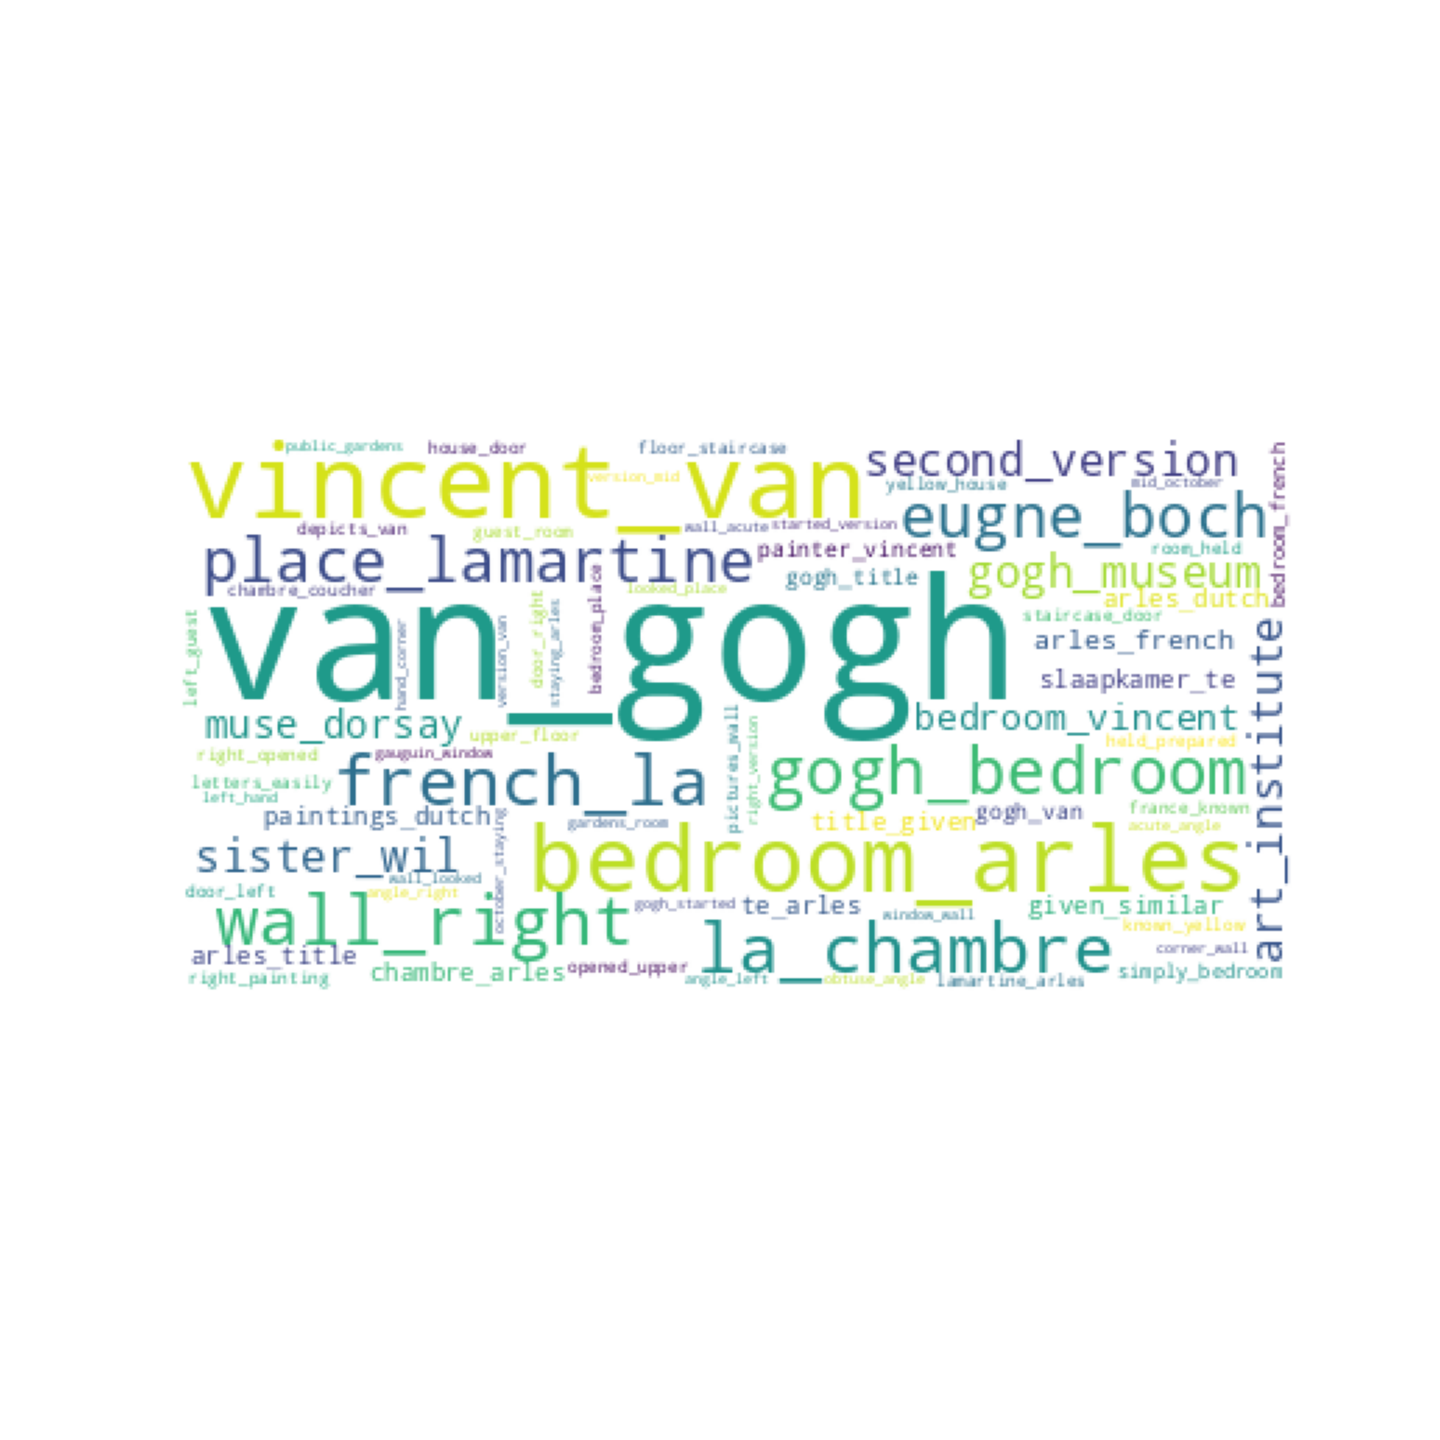 public_gardens
house_door
floor_staircase
second_version
bedroom_french
vincent_van
version_mid
yellow_house
mid_october
depicts_van
guest_room
wall_acute
started_version
eugne_boch
place_lamartine
painter_vincent
room_held
chambre_coucher
looked_place
gogh_title
gogh_museum
arles_dutch
van_gogh
left_guest
hand_corner
version_van
door_right
staying_arles
bedroom_place
staircase_door
arles_french
slaapkamer_te
art_institute
muse_dorsay
upper_floor
bedroom_vincent
right_opened
gauguin_window
pictures_wall
right_version
held_prepared
letters_easily
left_hand
french_la
gogh_bedroom
paintings_dutch
october_staying
gardens_room
title_given
gogh_van
france_known
acute_angle
sister_wil
wall_looked
bedroom_arles
door_left
angle_right
wall_right
gogh_started
te_arles
window_wall
given_similar
known_yellow
arles_title
la_chambre
corner_wall
right_painting
chambre_arles
opened_upper
angle_left
obtuse_angle
lamartine_arles
simply_bedroom